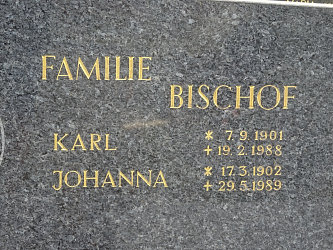 FAMILIE
BISCHOF
KARL * 7.9.1901
+ 19.2.1988
JOHANNA * 17.3.1902
+ 29.5.1989